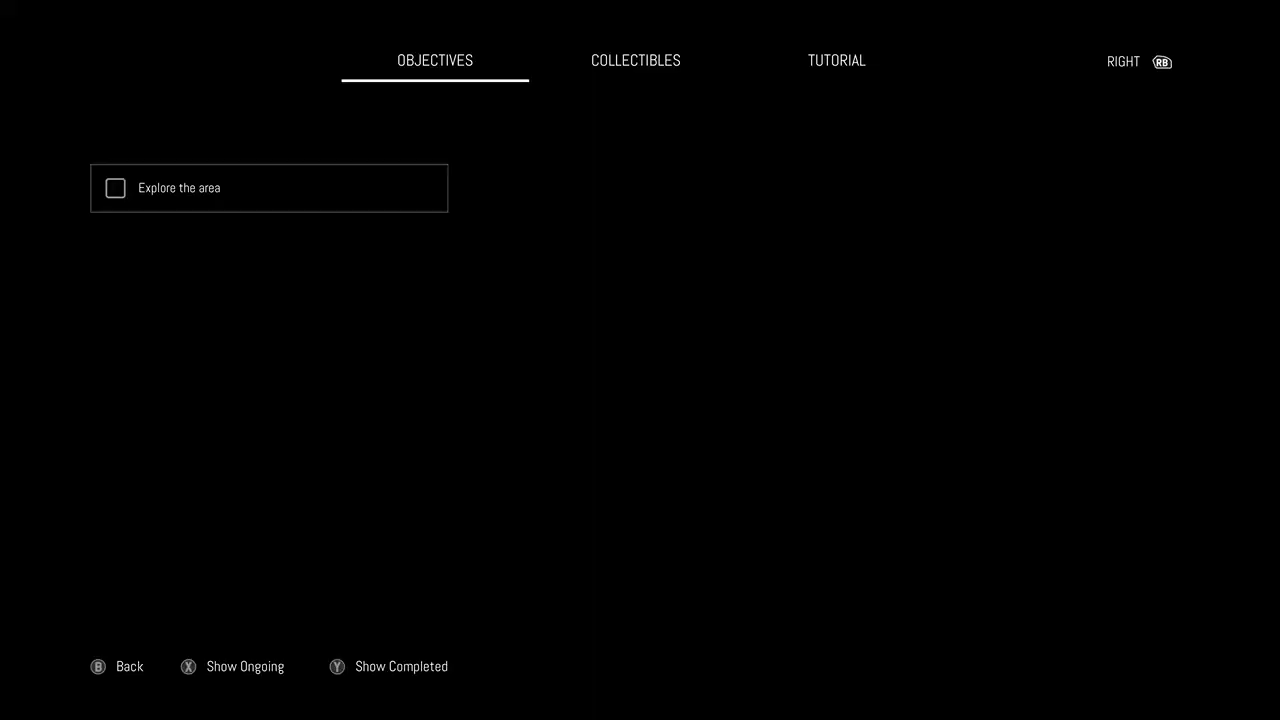 OBJECTIVES COLLECTIBLES TUTORIAL RIGHT RB
Explore the area
B Back X Show Ongoing Y Show Completed